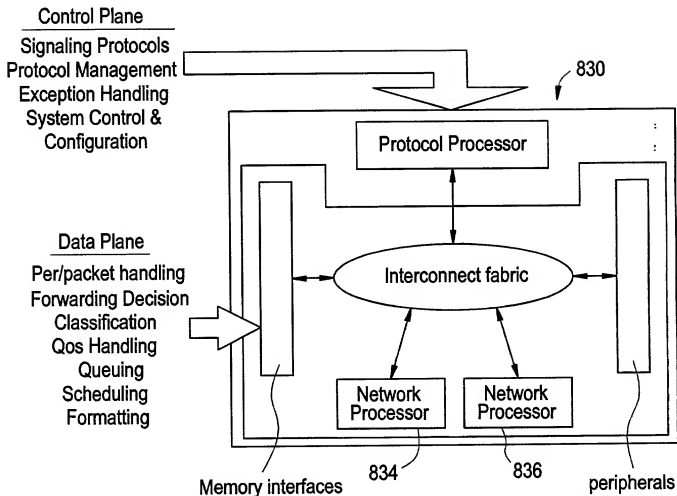 Control Plane
Signaling Protocols
Protocol Management
Exception Handling
System Control &
Configuration
830
Protocol Processor
Data Plane
Per/packet handling
Forwarding Decision
Classification
Qos Handling
Queuing
Scheduling
Formatting
Interconnect fabric
Network
Processor
Network
Processor
834
836
Memory interfaces
peripherals